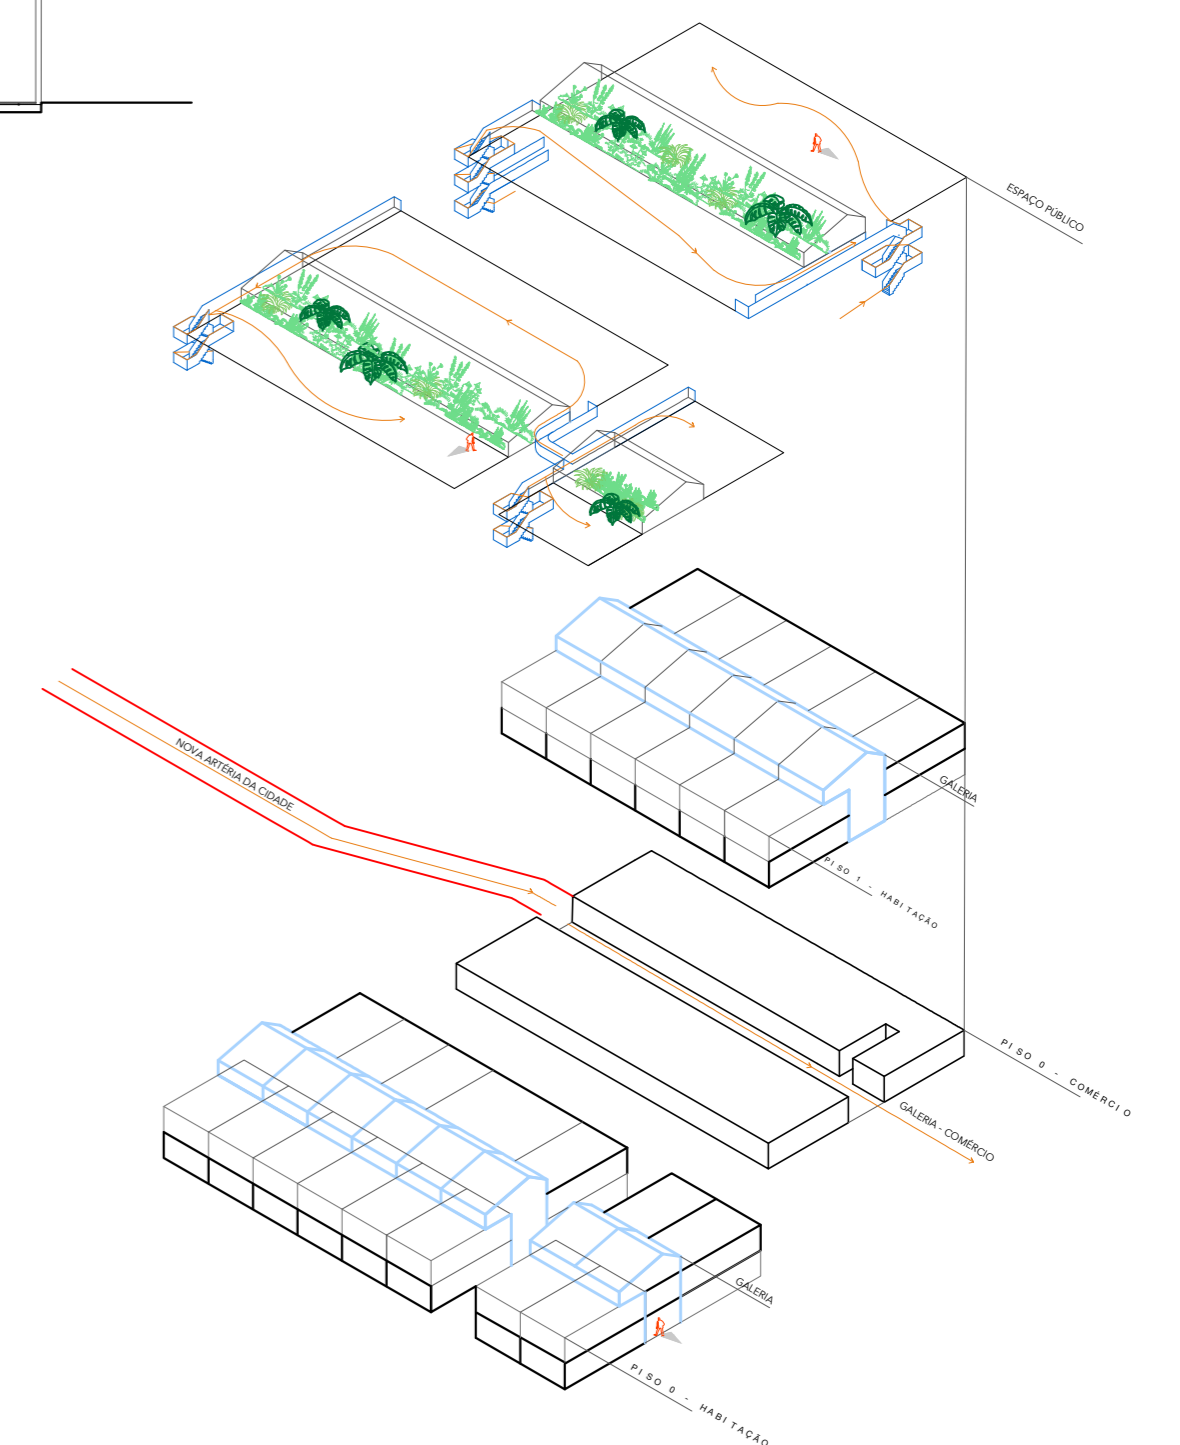 ESPAÇO PÚBLICO
NOVA ARTÉRIA DA CIDADE
GALERIA
PISO 1 - HABITAÇÃO
PISO 0 - COMÉRCIO
GALERIA - COMÉRCIO
GALERIA
PISO 0 - HABITAÇÃO